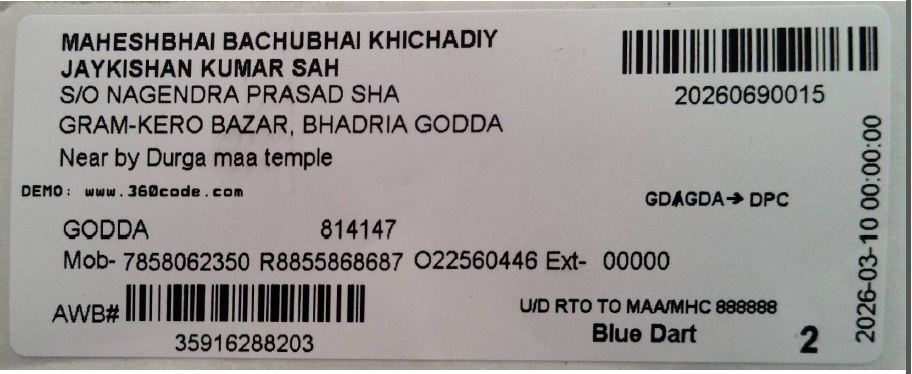 MAHESHBHAI BACHUBHAI KHICHADIY
JAYKISHAN KUMAR SAH
S/O NAGENDRA PRASAD SHA
20260690015
GRAM-KERO BAZAR, BHADRIA GODDA
Near by Durga maa temple
DEMO: www.360code.com
GDAGDA→ DPC
GODDA 814147
Mob- 7858062350 R8855868687 O22560446 Ext- 00000
2026-03-10 00:00:00
AWB#
35916288203
U/D RTO TO MAA/MHC 888888
Blue Dart 2